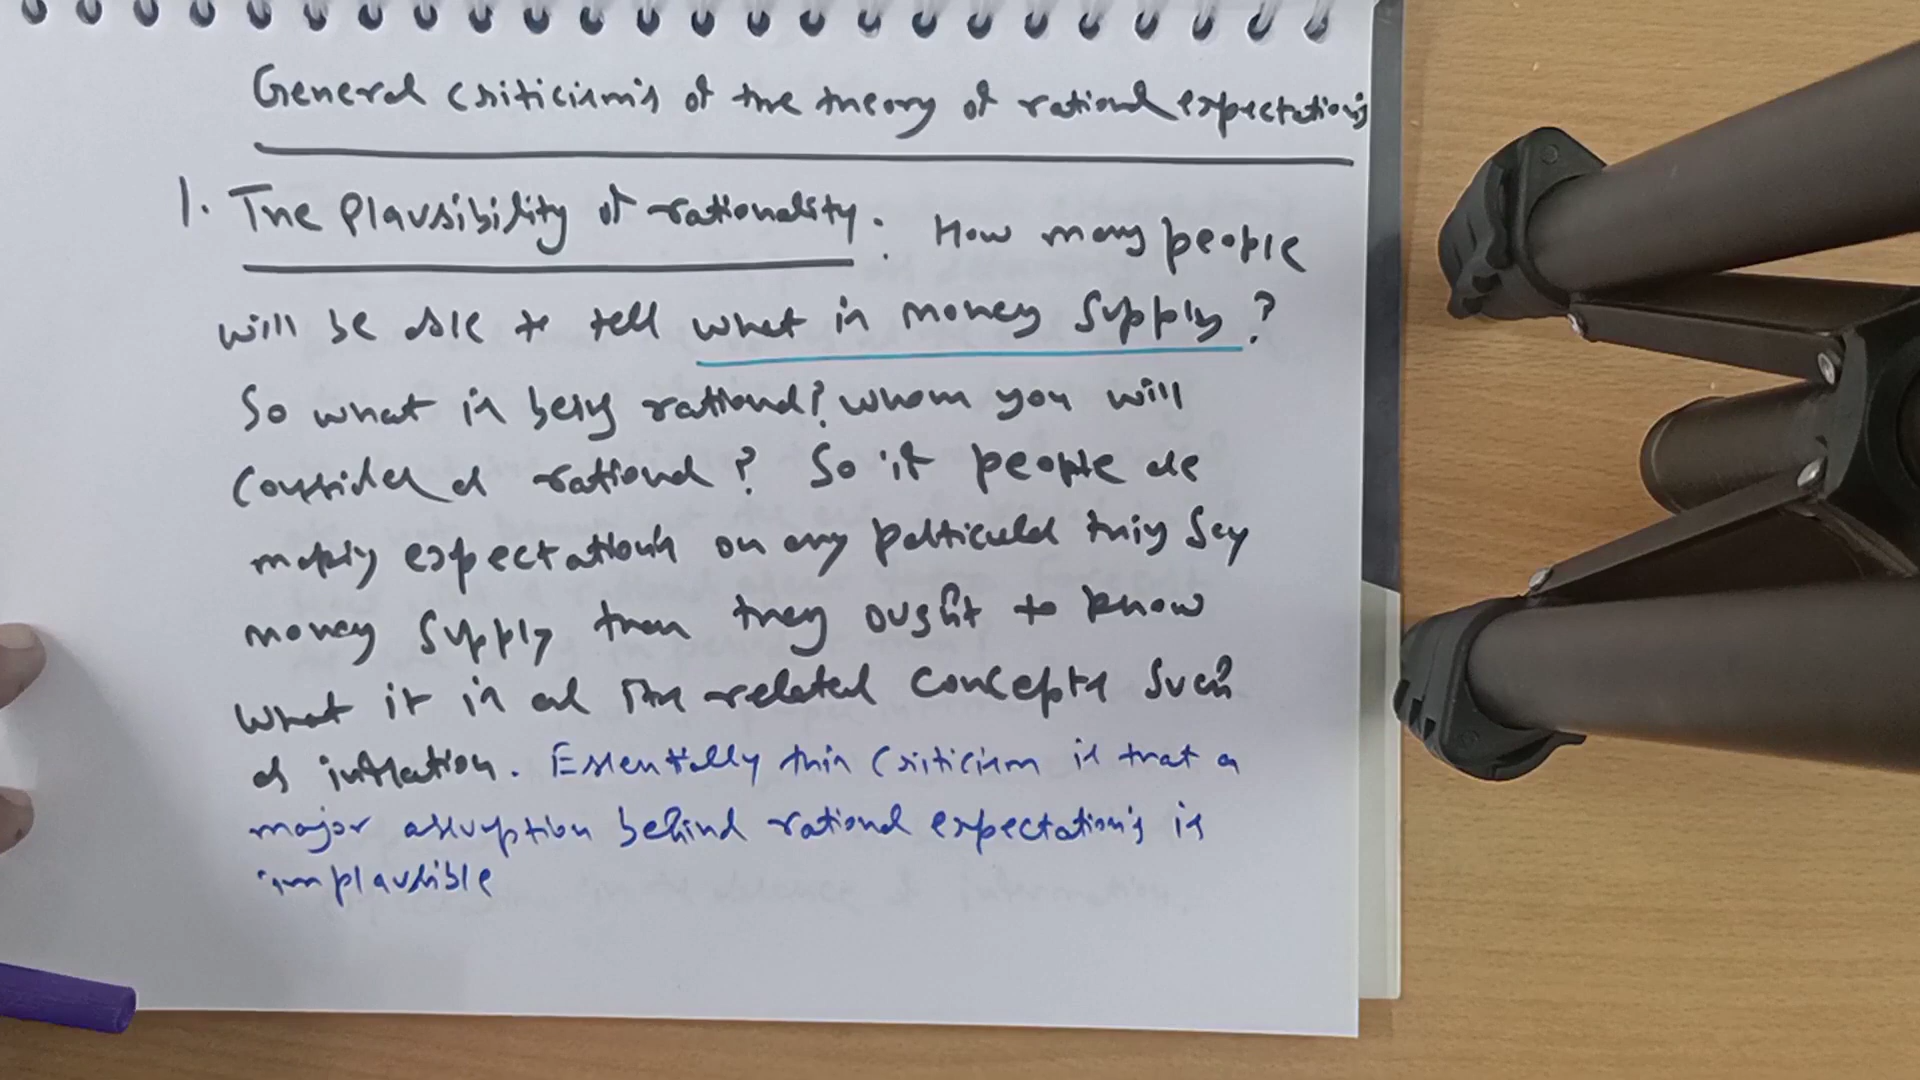 General criticism's of the theory of rational expectations
1. The plausibility of rationality: How many people
will be able to tell what is money supply?
So what is being rational? whom you will
consider as rational? So if people are
making expectations on any particular thing say
money supply then they ought to know
what it is and the related concepts such
as inflation. Essentially this criticism is that a
major assumption behind rational expectation's is
implausible